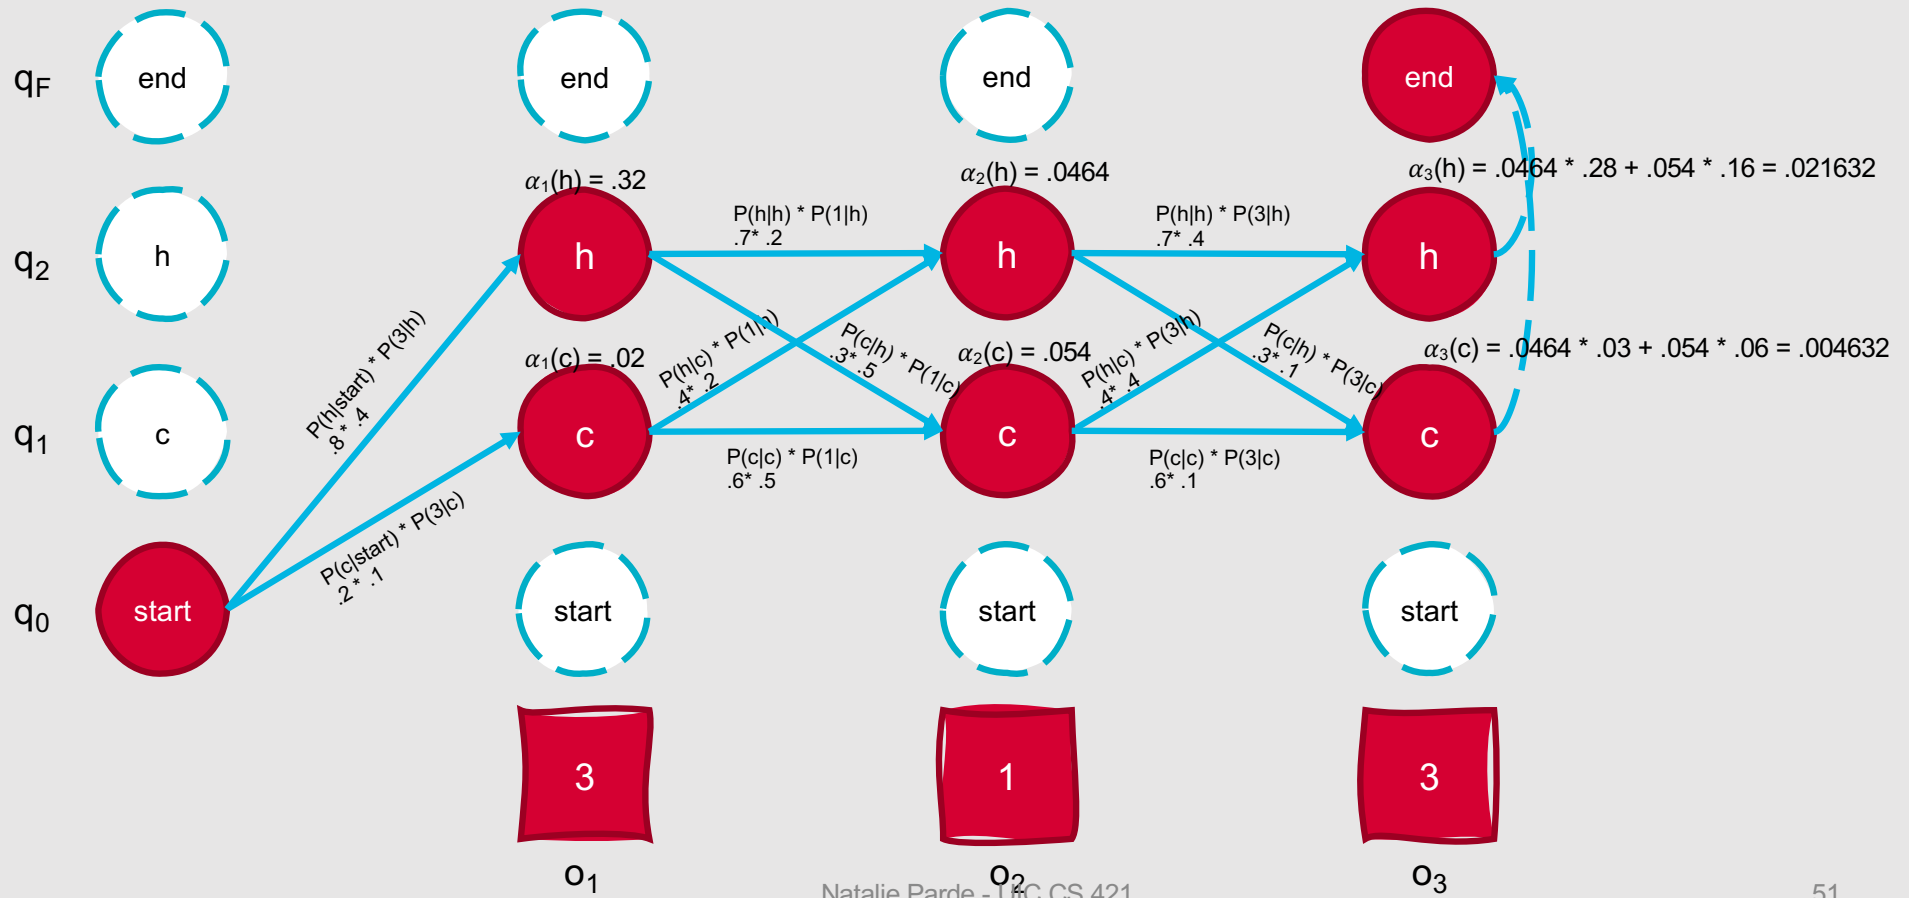 q_F
end
end
end
end
α₁(h) = .32
α₂(h) = .0464
α₃(h) = .0464 * .28 + .054 * .16 = .021632
P(h|h) * P(1|h)
.7* .2
P(h|h) * P(3|h)
.7* .4
q₂
h
h
h
h
P(h|start) * P(3|h)
.8* .4
P(h|c) * P(1|h)
.4* .2
P(c|h) * P(1|c)
.3* .5
P(h|c) * P(3|h)
.4* .4
P(c|h) * P(3|c)
.3* .1
α₁(c) = .02
α₂(c) = .054
α₃(c) = .0464 * .03 + .054 * .06 = .004632
q₁
c
c
c
c
P(c|c) * P(1|c)
.6* .5
P(c|c) * P(3|c)
.6* .1
P(c|start) * P(3|c)
.2* .1
q₀
start
start
start
start
3
1
3
o₁
o₂
o₃
Natalie Parde - UIC CS 421
51